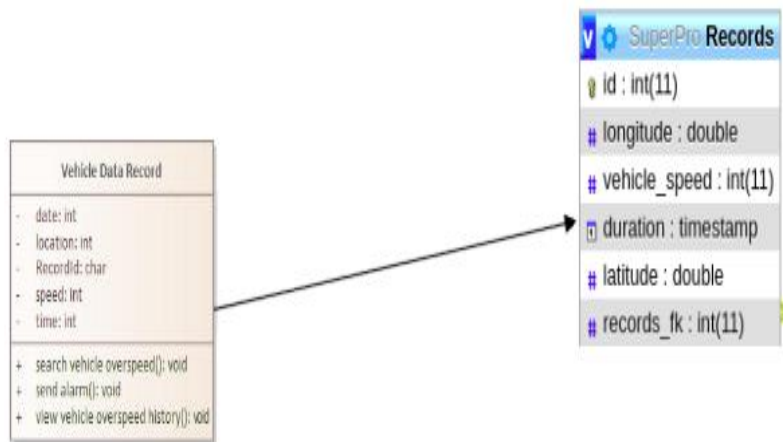 SuperPro Records
id : int(11)
longitude : double
vehicle_speed : int(11)
duration : timestamp
latitude : double
records_fk : int(11)
Vehicle Data Record
- date: int
- location: int
- RecordId: char
- speed: int
- time: int
+ search vehicle overspeed(): void
+ send alarm(): void
+ view vehicle overspeed history(): void